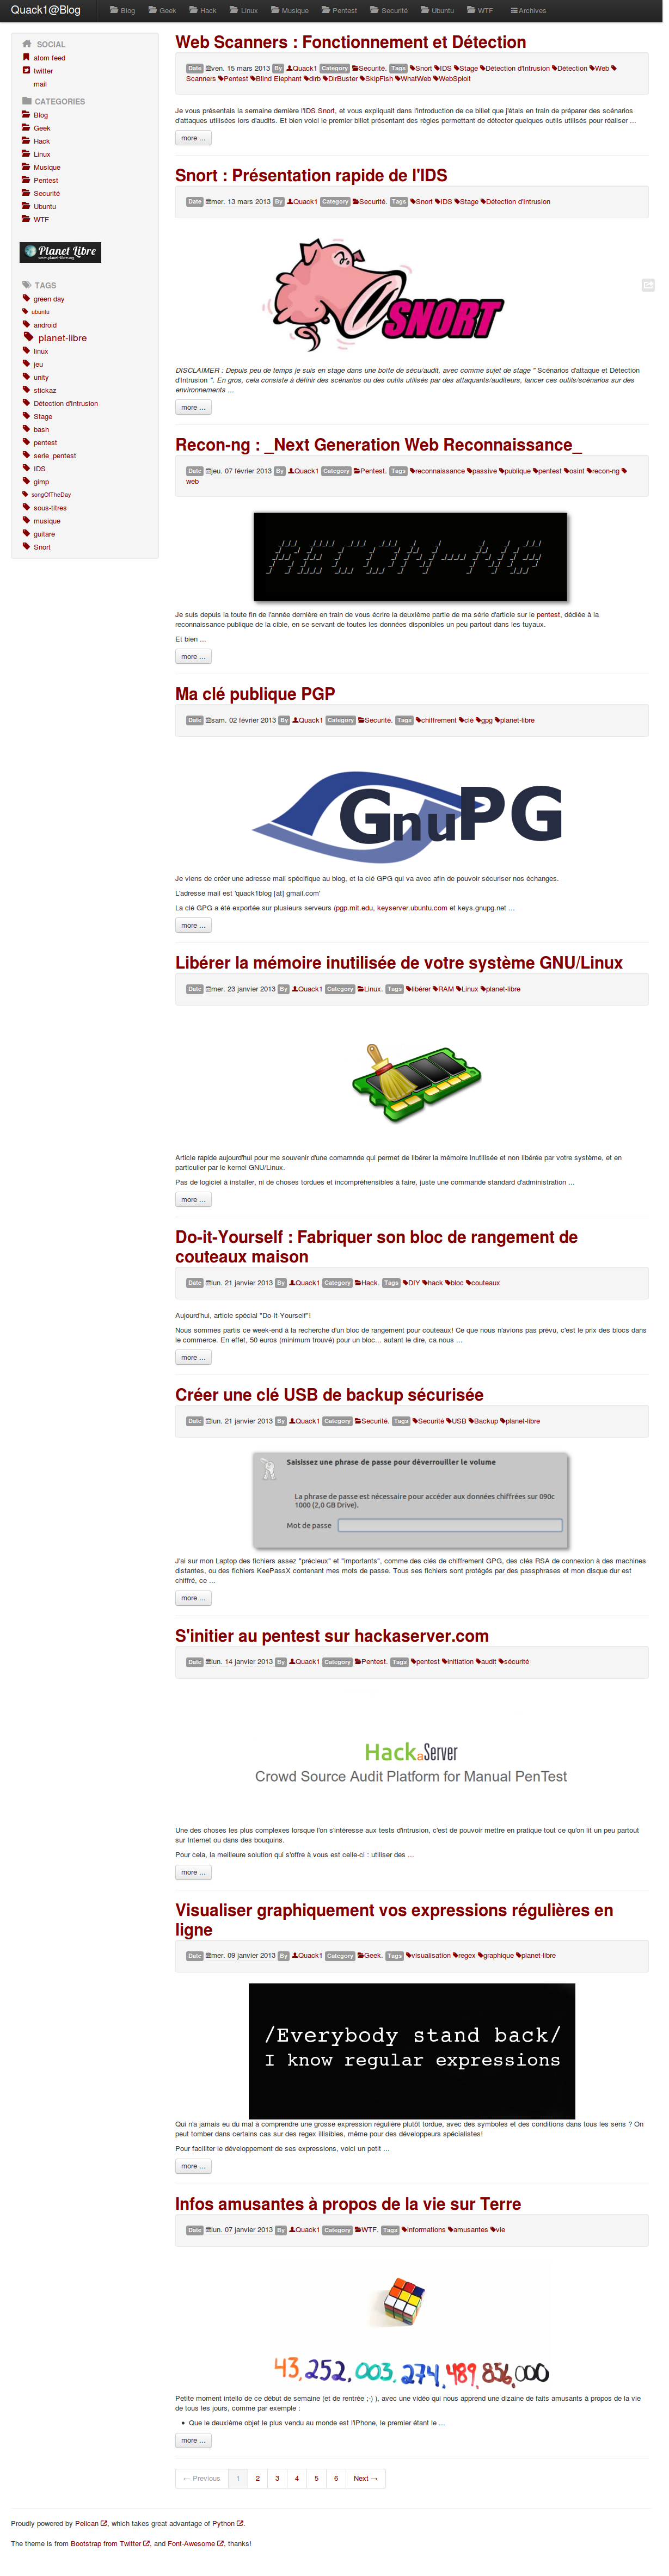 Quack1@Blog Blog Geek Hack Linux Musique Pentest Securité Ubuntu WTF Archives
SOCIAL
atom feed
twitter
mail
CATEGORIES
Blog
Geek
Hack
Linux
Musique
Pentest
Securité
Ubuntu
WTF
Planet Libre
www.planet-libre.org
TAGS
green day
ubuntu
android
planet-libre
linux
jeu
unity
stickaz
Détection d'Intrusion
Stage
bash
pentest
serie_pentest
IDS
gimp
songOfTheDay
sous-titres
musique
guitare
Snort
Web Scanners : Fonctionnement et Détection
Date ven. 15 mars 2013 By Quack1 Category Securité. Tags Snort IDS Stage Détection d'Intrusion Détection Web
Scanners Pentest Blind Elephant dirb DirBuster SkipFish WhatWeb WebSploit
Je vous présentais la semaine dernière l'IDS Snort, et vous expliquait dans l'introduction de ce billet que j'étais en train de préparer des scénarios
d'attaques utilisées lors d'audits. Et bien voici le premier billet présentant des règles permettant de détecter quelques outils utilisés pour réaliser ...
more ...
Snort : Présentation rapide de l'IDS
Date mer. 13 mars 2013 By Quack1 Category Securité. Tags Snort IDS Stage Détection d'Intrusion
SNORT
DISCLAIMER : Depuis peu de temps je suis en stage dans une boîte de sécu/audit, avec comme sujet de stage " Scénarios d'attaque et Détection
d'Intrusion ". En gros, cela consiste à définir des scénarios ou des outils utilisés par des attaquants/auditeurs, lancer ces outils/scénarios sur des
environnements ...
more ...
Recon-ng : _Next Generation Web Reconnaissance_
Date jeu. 07 février 2013 By Quack1 Category Pentest. Tags reconnaissance passive publique pentest osint recon-ng
web
Je suis depuis la toute fin de l'année dernière en train de vous écrire la deuxième partie de ma série d'article sur le pentest, dédiée à la
reconnaissance publique de la cible, en se servant de toutes les données disponibles un peu partout dans les tuyaux.
Et bien ...
more ...
Ma clé publique PGP
Date sam. 02 février 2013 By Quack1 Category Securité. Tags chiffrement clé gpg planet-libre
GnuPG
Je viens de créer une adresse mail spécifique au blog, et la clé GPG qui va avec afin de pouvoir sécuriser nos échanges.
L'adresse mail est 'quack1blog [at] gmail.com'
La clé GPG a été exportée sur plusieurs serveurs (pgp.mit.edu, keyserver.ubuntu.com et keys.gnupg.net ...
more ...
Libérer la mémoire inutilisée de votre système GNU/Linux
Date mer. 23 janvier 2013 By Quack1 Category Linux. Tags libérer RAM Linux planet-libre
Article rapide aujourd'hui pour me souvenir d'une comamnde qui permet de libérer la mémoire inutilisée et non libérée par votre système, et en
particulier par le kernel GNU/Linux.
Pas de logiciel à installer, ni de choses tordues et incompréhensibles à faire, juste une commande standard d'administration ...
more ...
Do-it-Yourself : Fabriquer son bloc de rangement de
couteaux maison
Date lun. 21 janvier 2013 By Quack1 Category Hack. Tags DIY hack bloc couteaux
Aujourd'hui, article spécial "Do-It-Yourself"!
Nous sommes partis ce week-end à la recherche d'un bloc de rangement pour couteaux! Ce que nous n'avions pas prévu, c'est le prix des blocs dans
le commerce. En effet, 50 euros (minimum trouvé) pour un bloc... autant le dire, ca nous ...
more ...
Créer une clé USB de backup sécurisée
Date lun. 21 janvier 2013 By Quack1 Category Securité. Tags Securité USB Backup planet-libre
Saisissez une phrase de passe pour déverrouiller le volume
La phrase de passe est nécessaire pour accéder aux données chiffrées sur 090c
1000 (2,0 GB Drive).
Mot de passe
J'ai sur mon Laptop des fichiers assez "précieux" et "importants", comme des clés de chiffrement GPG, des clés RSA de connexion à des machines
distantes, ou des fichiers KeePassX contenant mes mots de passe. Tous ses fichiers sont protégés par des passphrases et mon disque dur est
chiffré, ce ...
more ...
S'initier au pentest sur hackaserver.com
Date lun. 14 janvier 2013 By Quack1 Category Pentest. Tags pentest initiation audit sécurité
HackaServer
Crowd Source Audit Platform for Manual PenTest
Une des choses les plus complexes lorsque l'on s'intéresse aux tests d'intrusion, c'est de pouvoir mettre en pratique tout ce qu'on lit un peu partout
sur Internet ou dans des bouquins.
Pour cela, la meilleure solution qui s'offre à vous est celle-ci : utiliser des ...
more ...
Visualiser graphiquement vos expressions régulières en
ligne
Date mer. 09 janvier 2013 By Quack1 Category Geek. Tags visualisation regex graphique planet-libre
/Everybody stand back/
I know regular expressions
Qui n'a jamais eu du mal à comprendre une grosse expression régulière plutôt tordue, avec des symboles et des conditions dans tous les sens ? On
peut tomber dans certains cas sur des regex illisibles, même pour des développeurs spécialistes!
Pour faciliter le développement de ses expressions, voici un petit ...
more ...
Infos amusantes à propos de la vie sur Terre
Date lun. 07 janvier 2013 By Quack1 Category WTF. Tags informations amusantes vie
43, 252, 003, 274, 489, 856, 000
Petite moment intello de ce début de semaine (et de rentrée ;-) ), avec une vidéo qui nous apprend une dizaine de faits amusants à propos de la vie
de tous les jours, comme par exemple :
• Que le deuxième objet le plus vendu au monde est l'iPhone, le premier étant le ...
more ...
← Previous 1 2 3 4 5 6 Next →
Proudly powered by Pelican, which takes great advantage of Python.
The theme is from Bootstrap from Twitter, and Font-Awesome, thanks!